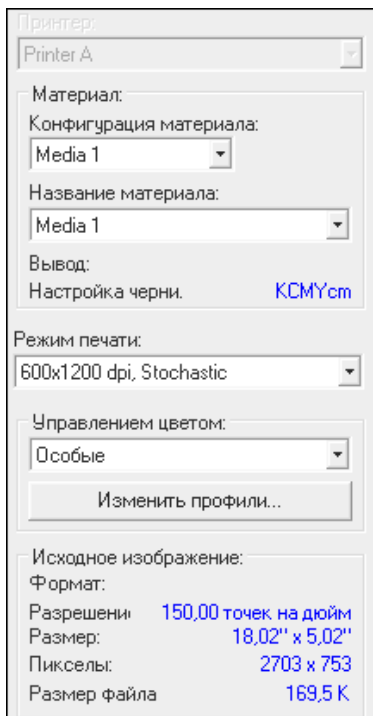 Принтер:
Printer A
Материал:
Конфигурация материала:
Media 1
Название материала:
Media 1
Вывод:
Настройка черни. KCMYcm
Режим печати:
600x1200 dpi, Stochastic
Управлением цветом:
Особые
Изменить профили...
Исходное изображение:
Формат:
Разрешени 150,00 точек на дюйм
Размер: 18,02'' x 5,02''
Пикселы: 2703 x 753
Размер файла 169,5 K